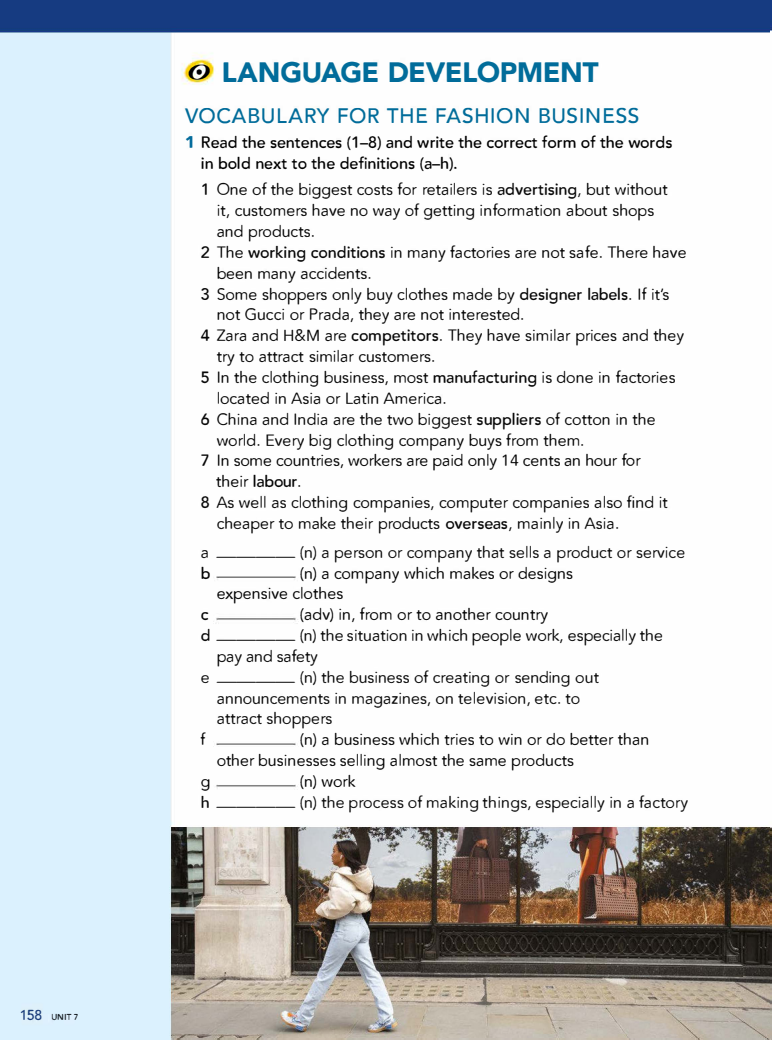 LANGUAGE DEVELOPMENT
VOCABULARY FOR THE FASHION BUSINESS
1 Read the sentences (1–8) and write the correct form of the words
in bold next to the definitions (a–h).
1 One of the biggest costs for retailers is advertising, but without
it, customers have no way of getting information about shops
and products.
2 The working conditions in many factories are not safe. There have
been many accidents.
3 Some shoppers only buy clothes made by designer labels. If it's
not Gucci or Prada, they are not interested.
4 Zara and H&M are competitors. They have similar prices and they
try to attract similar customers.
5 In the clothing business, most manufacturing is done in factories
located in Asia or Latin America.
6 China and India are the two biggest suppliers of cotton in the
world. Every big clothing company buys from them.
7 In some countries, workers are paid only 14 cents an hour for
their labour.
8 As well as clothing companies, computer companies also find it
cheaper to make their products overseas, mainly in Asia.
a __________ (n) a person or company that sells a product or service
b __________ (n) a company which makes or designs
expensive clothes
c __________ (adv) in, from or to another country
d __________ (n) the situation in which people work, especially the
pay and safety
e __________ (n) the business of creating or sending out
announcements in magazines, on television, etc. to
attract shoppers
f __________ (n) a business which tries to win or do better than
other businesses selling almost the same products
g __________ (n) work
h __________ (n) the process of making things, especially in a factory
158 UNIT 7